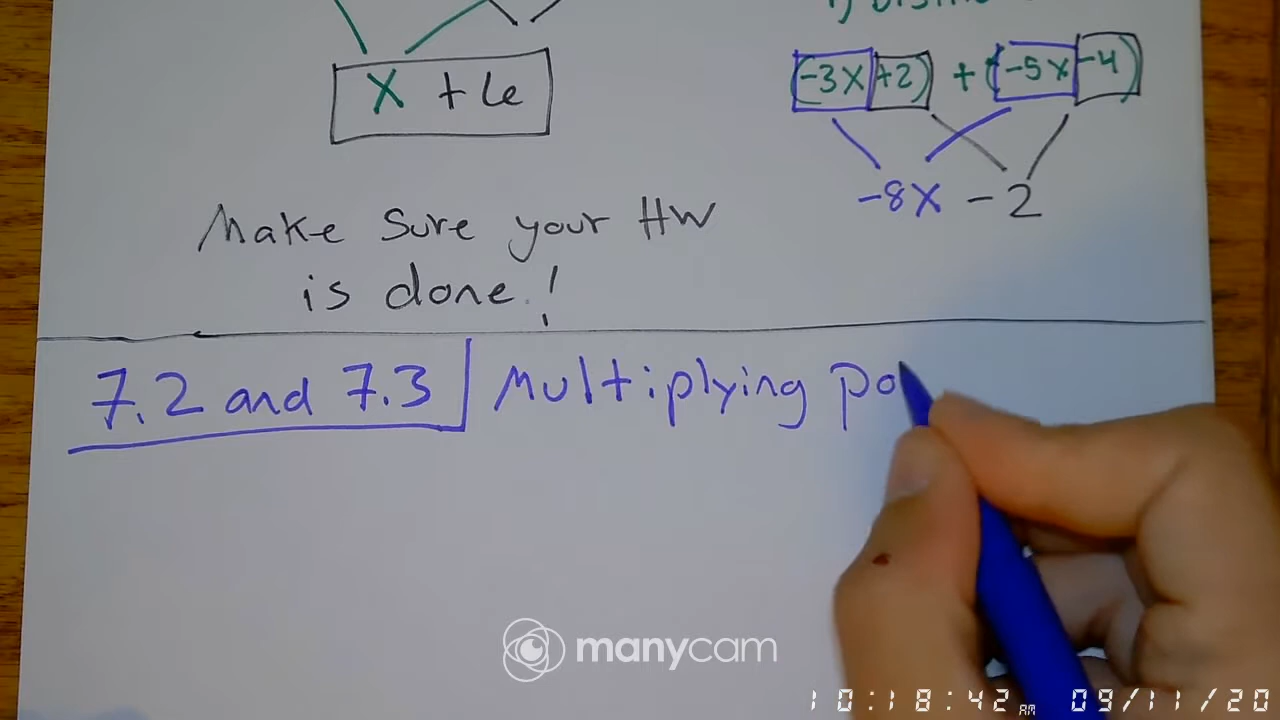 (-3x+2) + (-5x-4)
x + 6
-8x - 2
Make sure your HW
is done!
7.2 and 7.3 Multiplying po
manycam
10:18:42 AM 09/11/20